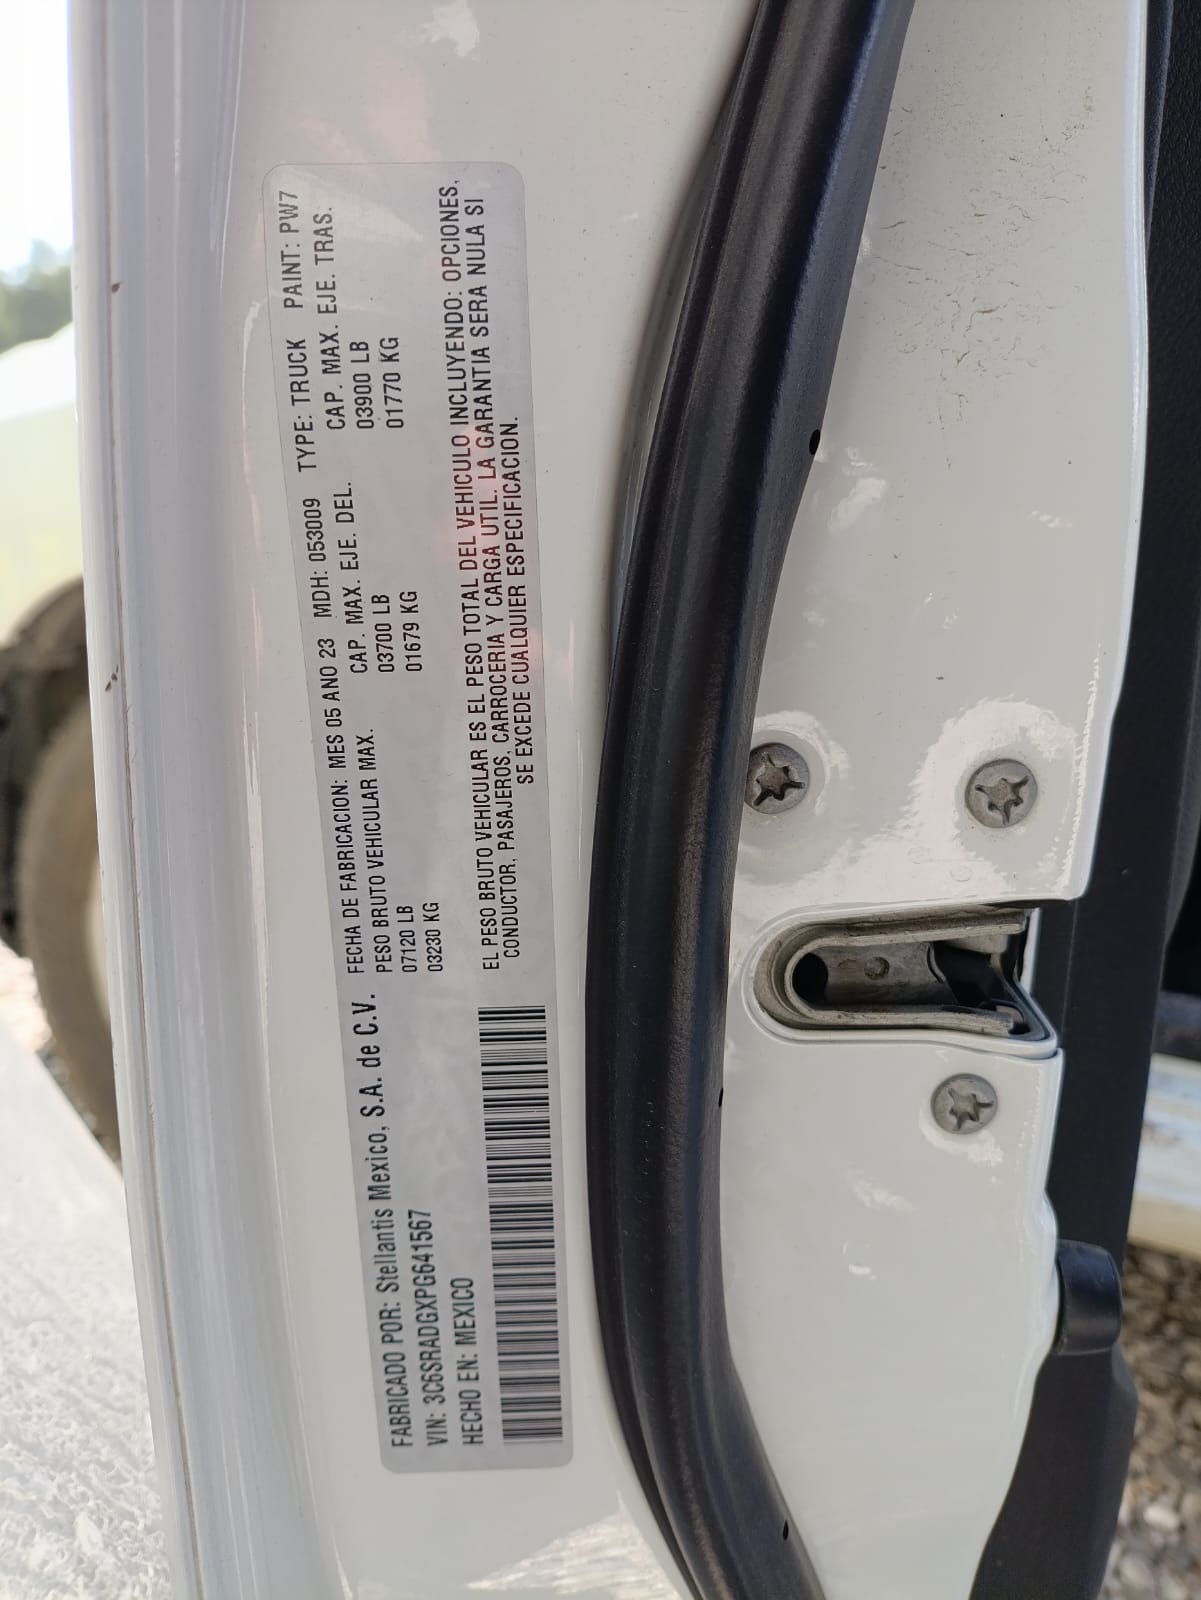 FABRICADO POR: Stellantis Mexico, S.A. de C.V.
VIN: 3C6SRADGXPG641567
HECHO EN: MEXICO
FECHA DE FABRICACION: MES 05 ANO 23 MDH: 053009 TYPE: TRUCK PAINT: PW7
PESO BRUTO VEHICULAR MAX. CAP. MAX. EJE. DEL. CAP. MAX. EJE. TRAS.
07120 LB 03700 LB 03900 LB
03230 KG 01679 KG 01770 KG
EL PESO BRUTO VEHICULAR ES EL PESO TOTAL DEL VEHICULO INCLUYENDO: OPCIONES,
CONDUCTOR, PASAJEROS, CARROCERIA Y CARGA UTIL. LA GARANTIA SERA NULA SI
SE EXCEDE CUALQUIER ESPECIFICACION.